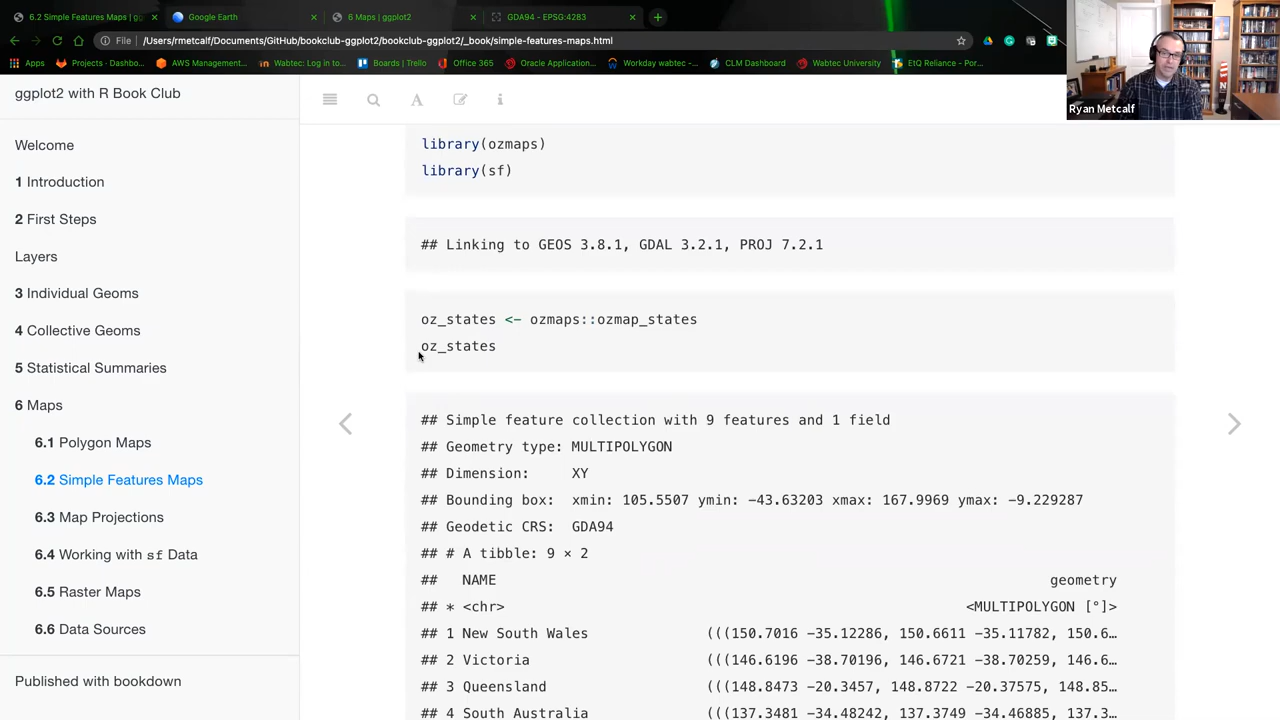 6.2 Simple Features Maps | gg
Google Earth
6 Maps | ggplot2
GDA94 - EPSG:4283
File | /Users/rmetcalf/Documents/GitHub/bookclub-ggplot2/bookclub-ggplot2/_book/simple-features-maps.html
Apps
Projects · Dashbo...
AWS Management...
Wabtec: Log in to...
Boards | Trello
Office 365
Oracle Application...
Workday wabtec -...
CLM Dashboard
Wabtec University
EtQ Reliance - Por...
Ryan Metcalf
ggplot2 with R Book Club
Welcome
1 Introduction
2 First Steps
Layers
3 Individual Geoms
4 Collective Geoms
5 Statistical Summaries
6 Maps
6.1 Polygon Maps
6.2 Simple Features Maps
6.3 Map Projections
6.4 Working with sf Data
6.5 Raster Maps
6.6 Data Sources
Published with bookdown
library(ozmaps)
library(sf)
## Linking to GEOS 3.8.1, GDAL 3.2.1, PROJ 7.2.1
oz_states <- ozmaps::ozmap_states
oz_states
## Simple feature collection with 9 features and 1 field
## Geometry type: MULTIPOLYGON
## Dimension: XY
## Bounding box: xmin: 105.5507 ymin: -43.63203 xmax: 167.9969 ymax: -9.229287
## Geodetic CRS: GDA94
## # A tibble: 9 × 2
## NAME geometry
## * <chr> <MULTIPOLYGON [°]>
## 1 New South Wales (((150.7016 -35.12286, 150.6611 -35.11782, 150.6…
## 2 Victoria (((146.6196 -38.70196, 146.6721 -38.70259, 146.6…
## 3 Queensland (((148.8473 -20.3457, 148.8722 -20.37575, 148.85…
## 4 South Australia (((137.3481 -34.48242, 137.3749 -34.46885, 137.3…